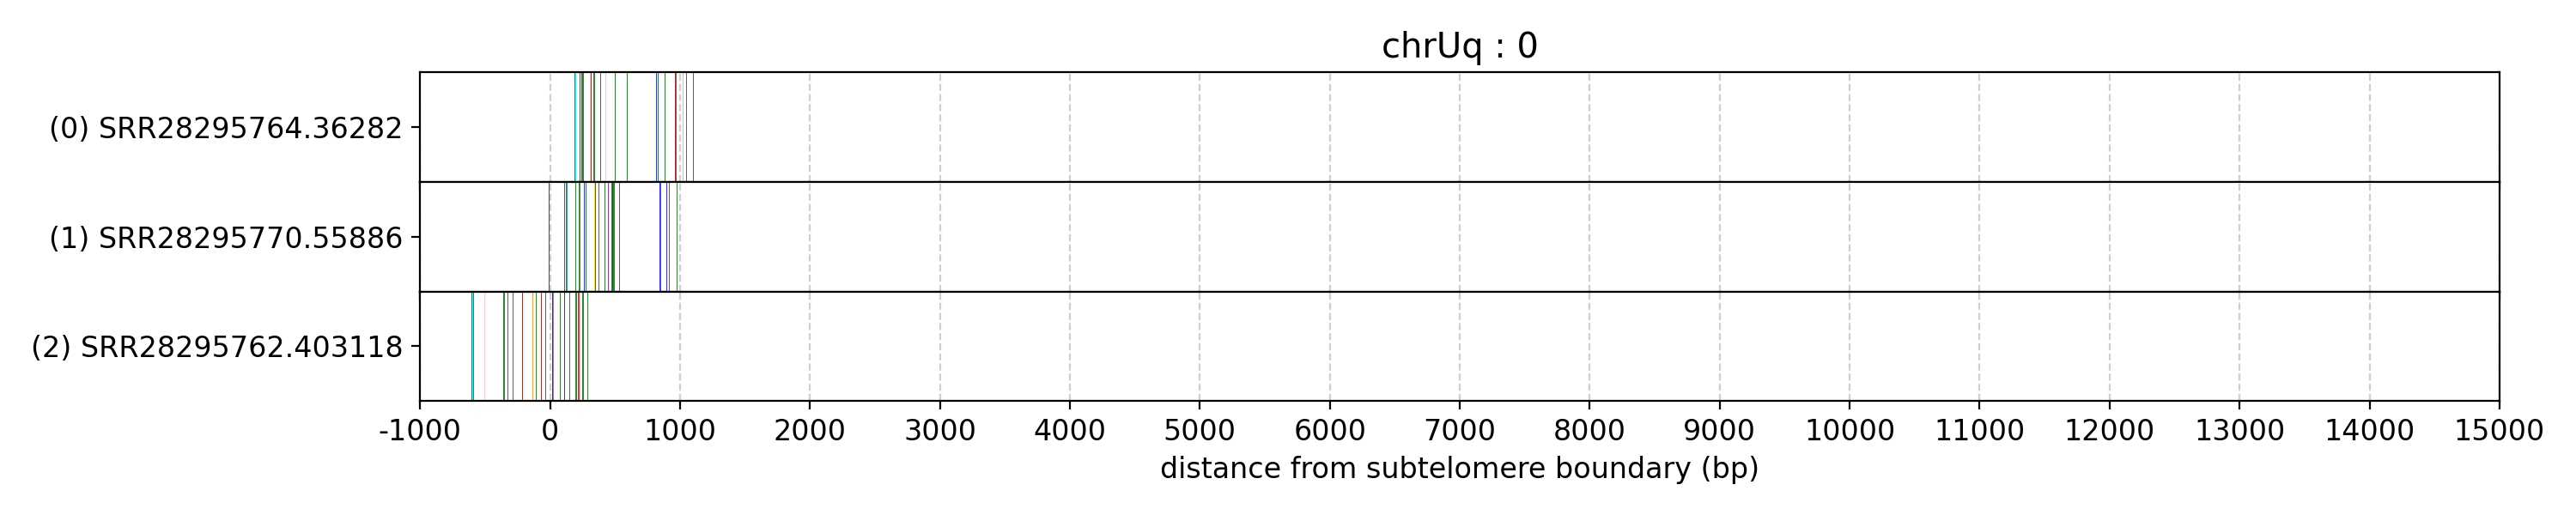 chrUq : 0
(0) SRR28295764.36282
(1) SRR28295770.55886
(2) SRR28295762.403118
-1000 0 1000 2000 3000 4000 5000 6000 7000 8000 9000 10000 11000 12000 13000 14000 15000
distance from subtelomere boundary (bp)